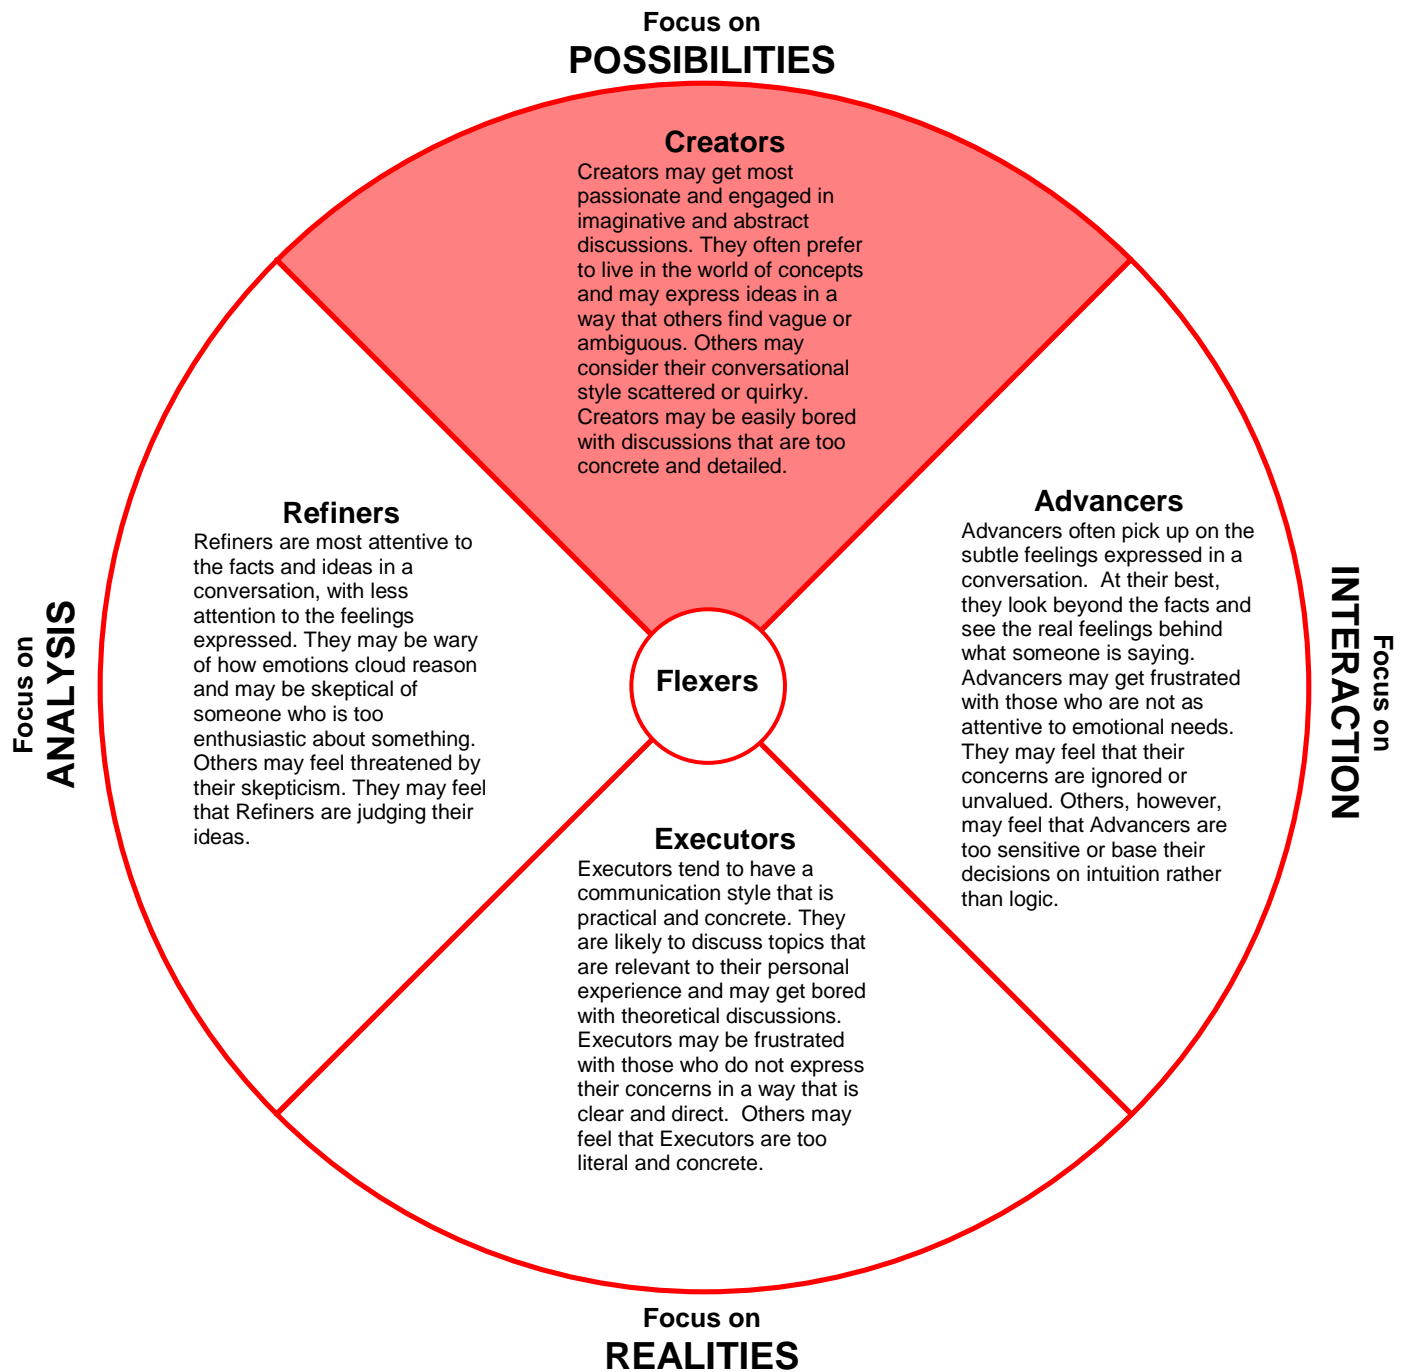 Focus on
POSSIBILITIES
Creators
Creators may get most
passionate and engaged in
imaginative and abstract
discussions. They often prefer
to live in the world of concepts
and may express ideas in a
way that others find vague or
ambiguous. Others may
consider their conversational
style scattered or quirky.
Creators may be easily bored
with discussions that are too
concrete and detailed.
Focus on
ANALYSIS
Refiners
Refiners are most attentive to
the facts and ideas in a
conversation, with less
attention to the feelings
expressed. They may be wary
of how emotions cloud reason
and may be skeptical of
someone who is too
enthusiastic about something.
Others may feel threatened by
their skepticism. They may feel
that Refiners are judging their
ideas.
Flexers
Advancers
Advancers often pick up on the
subtle feelings expressed in a
conversation.  At their best,
they look beyond the facts and
see the real feelings behind
what someone is saying.
Advancers may get frustrated
with those who are not as
attentive to emotional needs.
They may feel that their
concerns are ignored or
unvalued. Others, however,
may feel that Advancers are
too sensitive or base their
decisions on intuition rather
than logic.
Focus on
INTERACTION
Executors
Executors tend to have a
communication style that is
practical and concrete. They
are likely to discuss topics that
are relevant to their personal
experience and may get bored
with theoretical discussions.
Executors may be frustrated
with those who do not express
their concerns in a way that is
clear and direct.  Others may
feel that Executors are too
literal and concrete.
Focus on
REALITIES